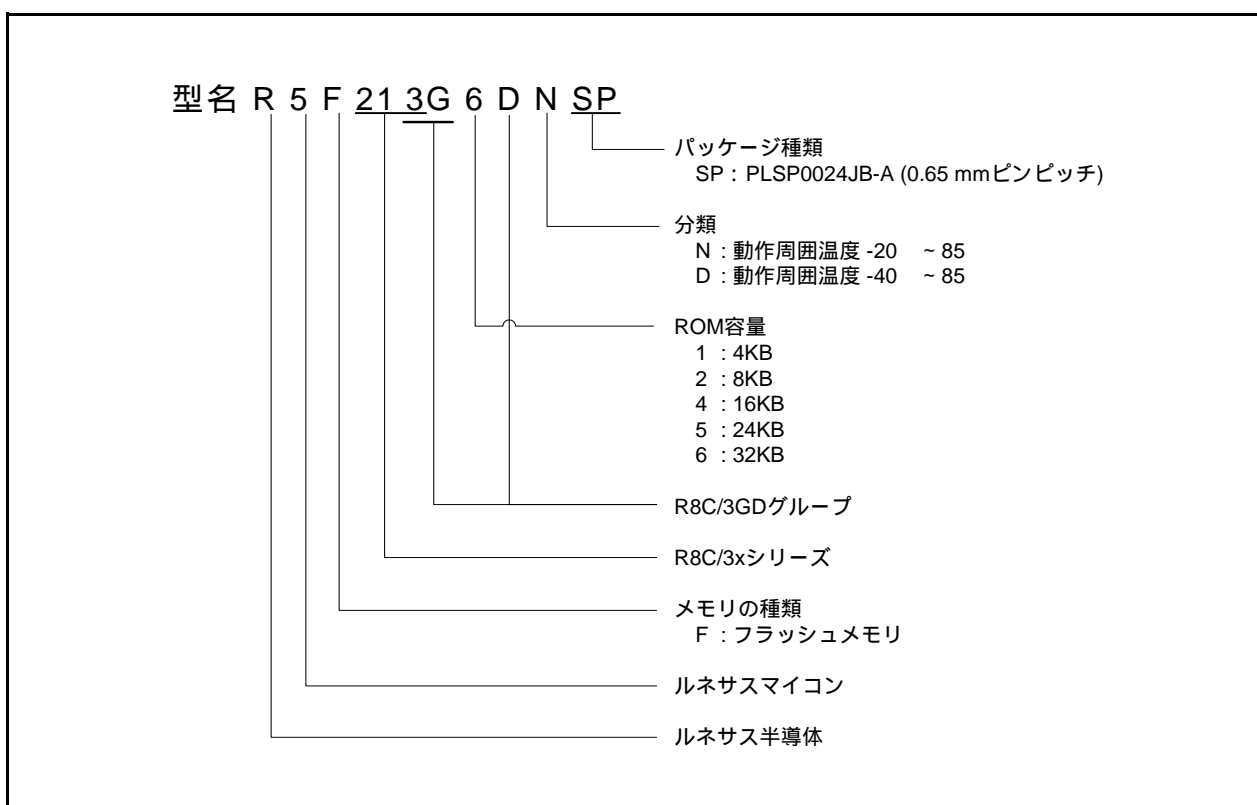 型名 R 5 F 21 3G 6 D N SP
パッケージ種類
SP : PLSP0024JB-A (0.65 mmピンピッチ)
分類
N : 動作周囲温度 -20 ~ 85
D : 動作周囲温度 -40 ~ 85
ROM容量
1 : 4KB
2 : 8KB
4 : 16KB
5 : 24KB
6 : 32KB
R8C/3GDグループ
R8C/3xシリーズ
メモリの種類
F : フラッシュメモリ
ルネサスマイコン
ルネサス半導体